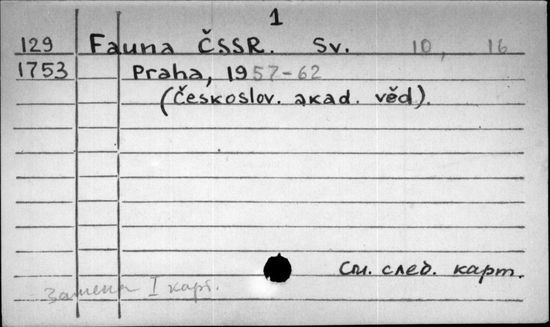 1
129 Fauna ČSSR. Sv. 10, 16
1753 Praha, 1957-62
(Českoslov. akad. věd).
См. след. карт.
Замена I карт.